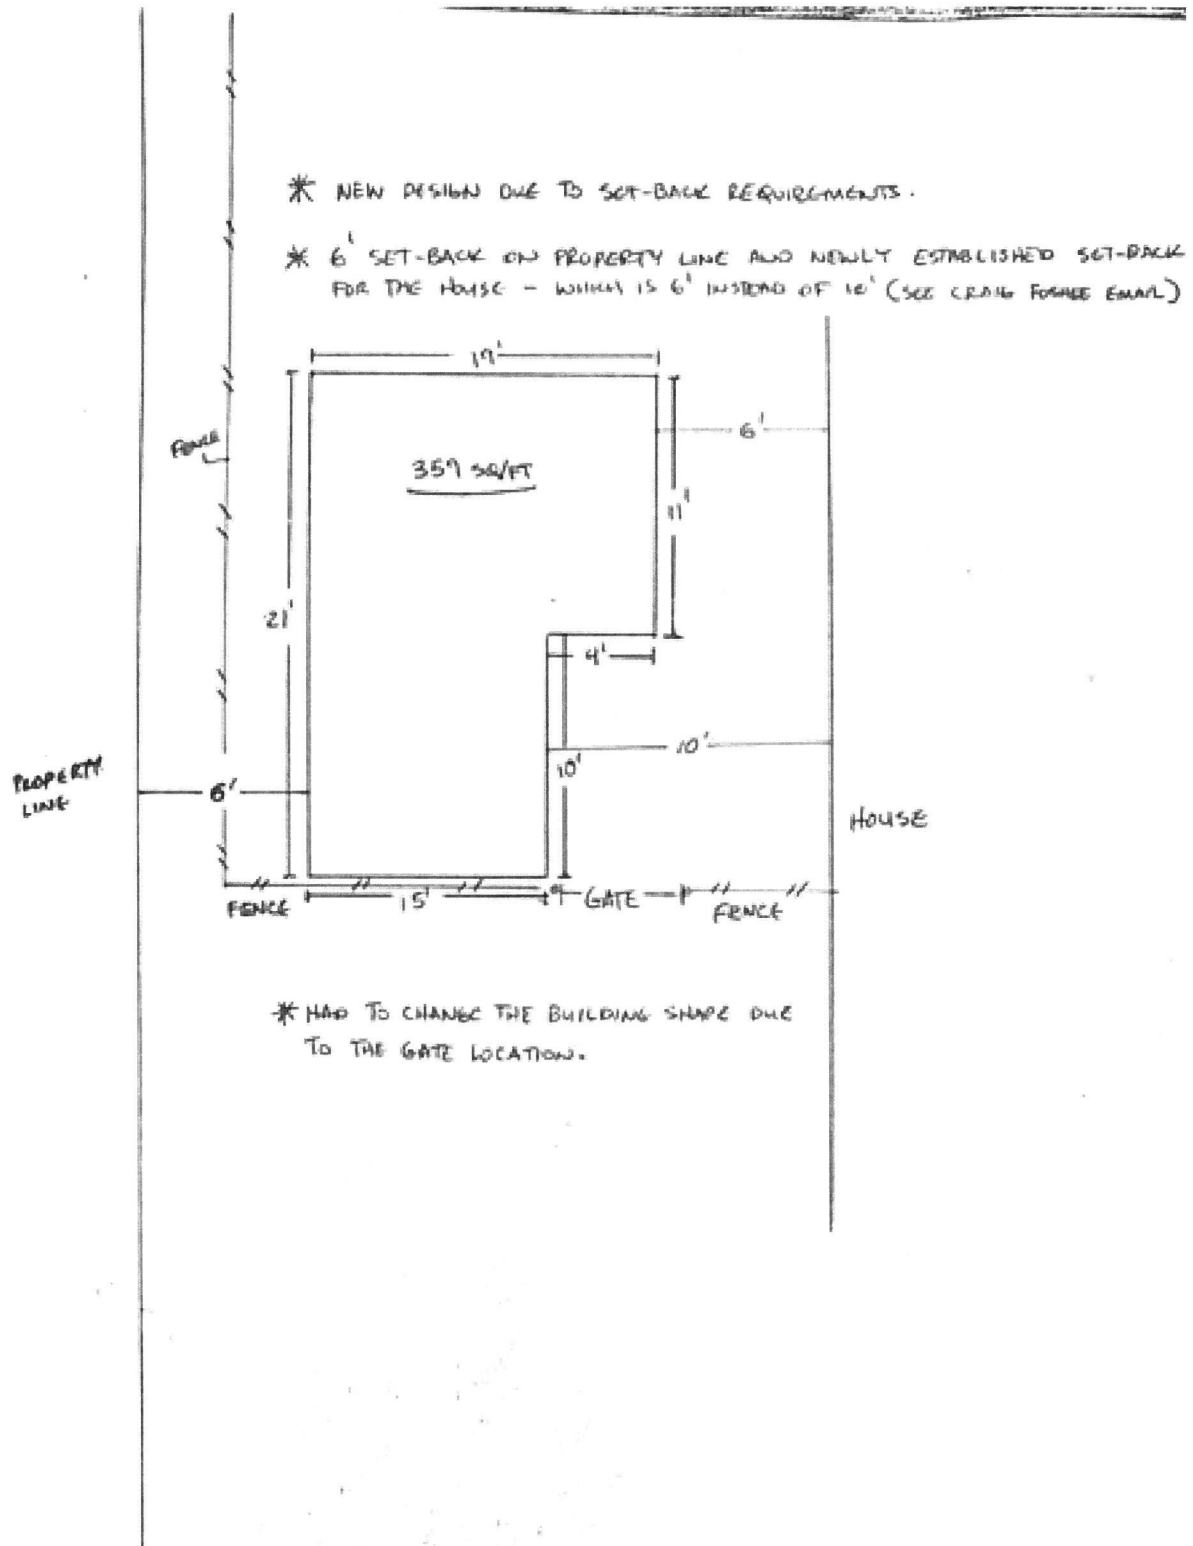 * NEW DESIGN DUE TO SET-BACK REQUIREMENTS.
* 6' SET-BACK ON PROPERTY LINE AND NEWLY ESTABLISHED SET-BACK
FOR THE HOUSE - WHICH IS 6' INSTEAD OF 10' (SEE CRAIG FOSHEE EMAIL)
19'
6'
FENCE
359 SQ/FT
11'
21'
4'
10'
10'
PROPERTY
LINE
6'
HOUSE
FENCE
15'
GATE
FENCE
* HAD TO CHANGE THE BUILDING SHAPE DUE
TO THE GATE LOCATION.